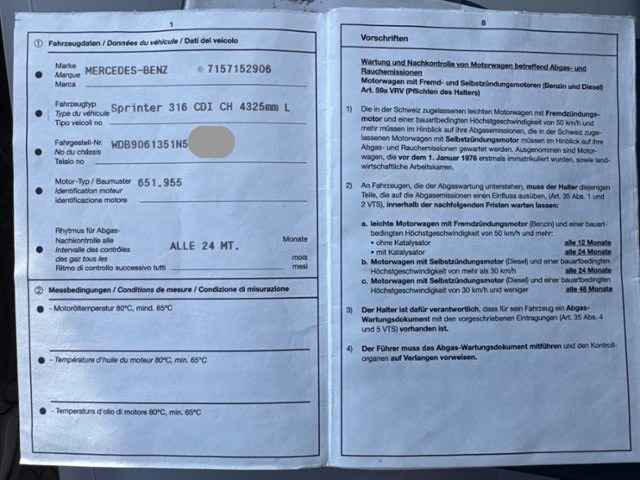 1
① Fahrzeugdaten / Données du véhicule / Dati del veicolo
Marke
Marque MERCEDES-BENZ * 7157152906
Marca
Fahrzeugtyp
Type du véhicule Sprinter 316 CDI CH 4325mm L
Tipo veicoli no
Fahrgestell-Nr.
No du châssis WDB9061351N5
Telaio no
Motor-Typ / Baumuster 651.955
Identification moteur
Identificazione motore
Rhytmus für Abgas-
Nachkontrolle alle ALLE 24 MT. Monate
Intervalle des contrôles
des gaz tous les mois
Ritmo di controllo successivo tutti mesi
② Messbedingungen / Conditions de mesure / Condizione di misurazione
- Motoröltemperatur 80°C, mind. 65°C
- Température d'huile du moteur 80°C, min. 65°C
- Temperatura d'olio di motore 80°C, min. 65°C
8
Vorschriften
Wartung und Nachkontrolle von Motorwagen betreffend Abgas- und
Rauchemissionen
Motorwagen mit Fremd- und Selbstzündungsmotoren (Benzin und Diesel)
Art. 59a VRV (Pflichten des Halters)
1) Die in der Schweiz zugelassenen leichten Motorwagen mit Fremdzündungs-
motor und einer bauartbedingten Höchstgeschwindigkeit von 50 km/h und
mehr müssen im Hinblick auf ihre Abgasemissionen, die in der Schweiz zuge-
lassenen Motorwagen mit Selbstzündungsmotor müssen im Hinblick auf ihre
Abgas- und Rauchemissionen gewartet werden. Ausgenommen sind Motor-
wagen, die vor dem 1. Januar 1976 erstmals immatrikuliert wurden, sowie land-
wirtschaftliche Arbeitskarren.
2) An Fahrzeugen, die der Abgaswartung unterstehen, muss der Halter diejenigen
Teile, die auf die Abgasemissionen einen Einfluss ausüben, (Art. 35 Abs. 1 und
2 VTS), innerhalb der nachfolgenden Fristen warten lassen:
a. leichte Motorwagen mit Fremdzündungsmotor (Benzin) und einer bauart-
bedingten Höchstgeschwindigkeit von 50 km/h und mehr:
• ohne Katalysator alle 12 Monate
• mit Katalysator alle 24 Monate
b. Motorwagen mit Selbstzündungsmotor (Diesel) und einer bauartbedingten
Höchstgeschwindigkeit von mehr als 30 km/h alle 24 Monate
c. Motorwagen mit Selbstzündungsmotor (Diesel) und einer bauartbedingten
Höchstgeschwindigkeit von 30 km/h und weniger alle 48 Monate
3) Der Halter ist dafür verantwortlich, dass für sein Fahrzeug ein Abgas-
Wartungsdokument mit den vorgeschriebenen Eintragungen (Art. 35 Abs. 4
und 5 VTS) vorhanden ist.
4) Der Führer muss das Abgas-Wartungsdokument mitführen und den Kontroll-
organen auf Verlangen vorweisen.